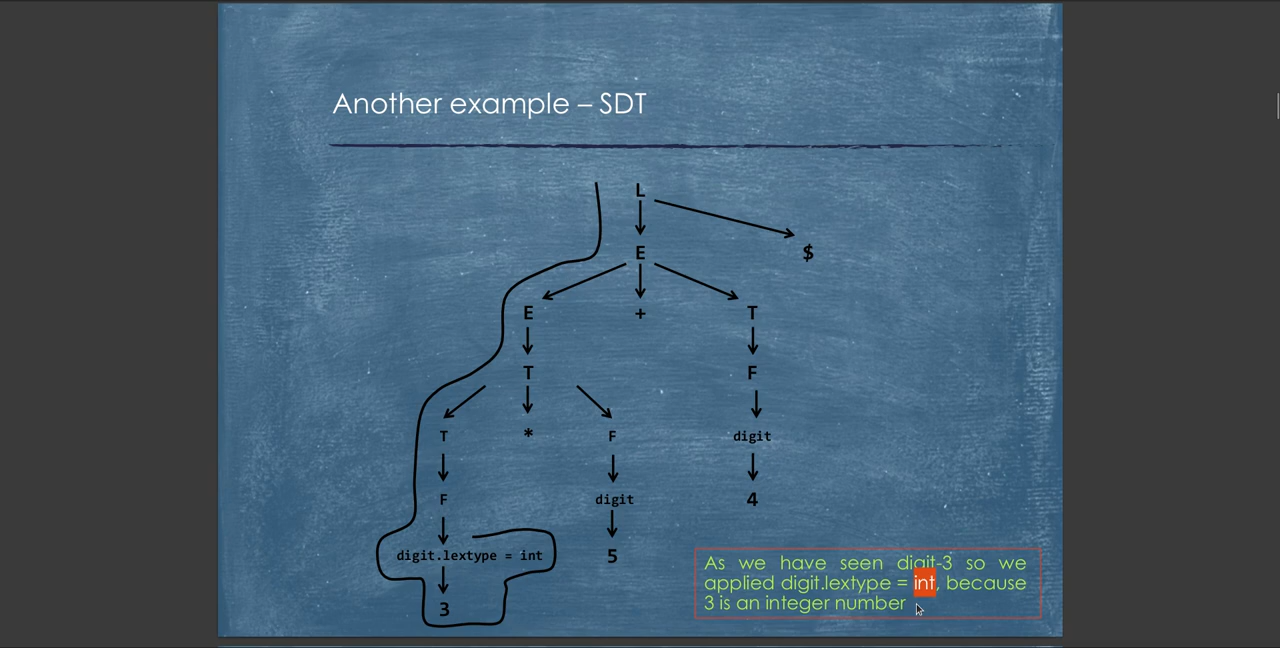 Another example – SDT
L
E $
E + T
T F
T * F digit
F digit 4
digit.lextype = int 5
3
As we have seen digit-3 so we
applied digit.lextype = int, because
3 is an integer number